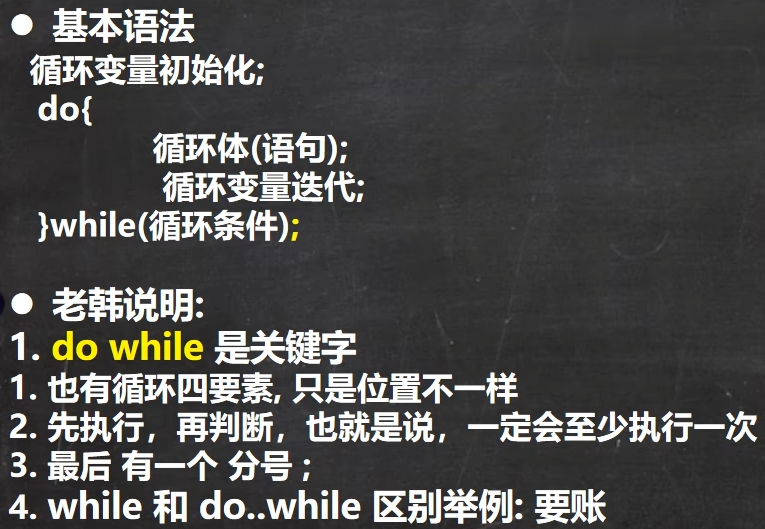 ● 基本语法
循环变量初始化;
do{
循环体(语句);
循环变量迭代;
}while(循环条件);
● 老韩说明:
1. do while 是关键字
1. 也有循环四要素, 只是位置不一样
2. 先执行，再判断，也就是说，一定会至少执行一次
3. 最后 有一个 分号 ;
4. while 和 do..while 区别举例: 要账